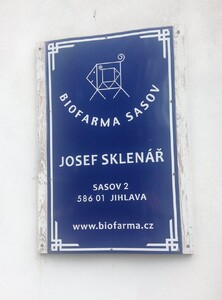 BIOFARMA SASOV
JOSEF SKLENÁŘ
SASOV 2
586 01 JIHLAVA
www.biofarma.cz